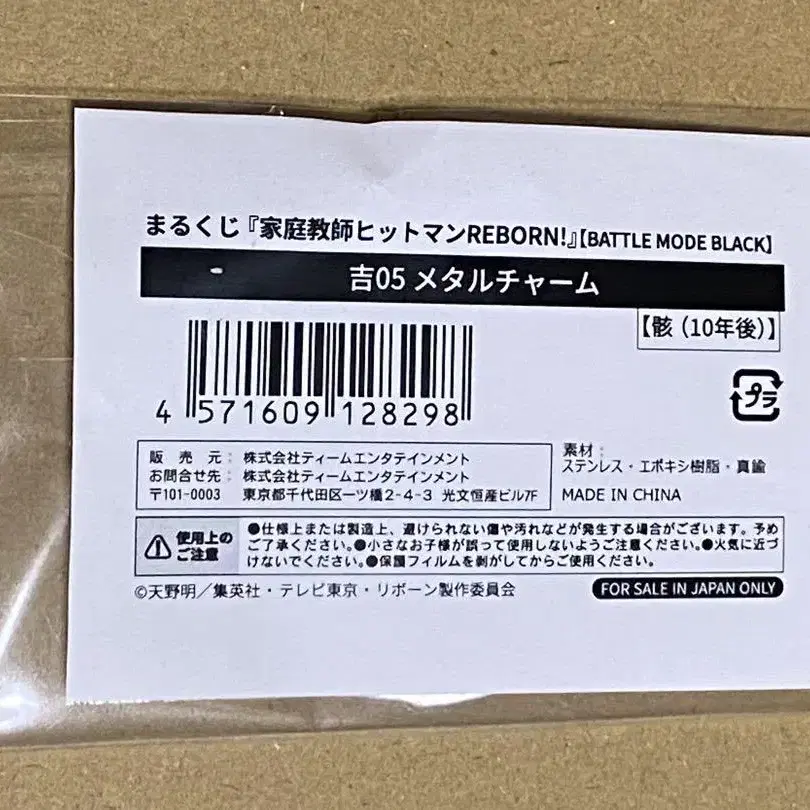 まるくじ『家庭教師ヒットマンREBORN!』【BATTLE MODE BLACK】
吉05 メタルチャーム
【骸（10年後）】
4 571609 128298
プラ
販売元：株式会社ティームエンタテインメント
お問合せ先：株式会社ティームエンタテインメント
〒101-0003 東京都千代田区一ツ橋2-4-3 光文恒産ビル7F
素材：
ステンレス・エポキシ樹脂・真鍮
MADE IN CHINA
使用上の
ご注意
●仕様上または製造上、避けられない傷や汚れなどが発生する場合がございます。予め
ご了承ください。●小さなお子様が誤って使用しないようご注意ください。●火気に近づ
けないでください。●保護フィルムを剥がしてからご使用ください。
©天野明／集英社・テレビ東京・リボーン製作委員会
FOR SALE IN JAPAN ONLY